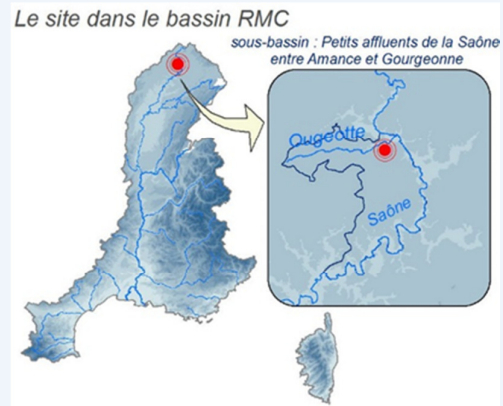 Le site dans le bassin RMC
sous-bassin : Petits affluents de la Saône
entre Amance et Gourgeonne
Ougeotte
Saône